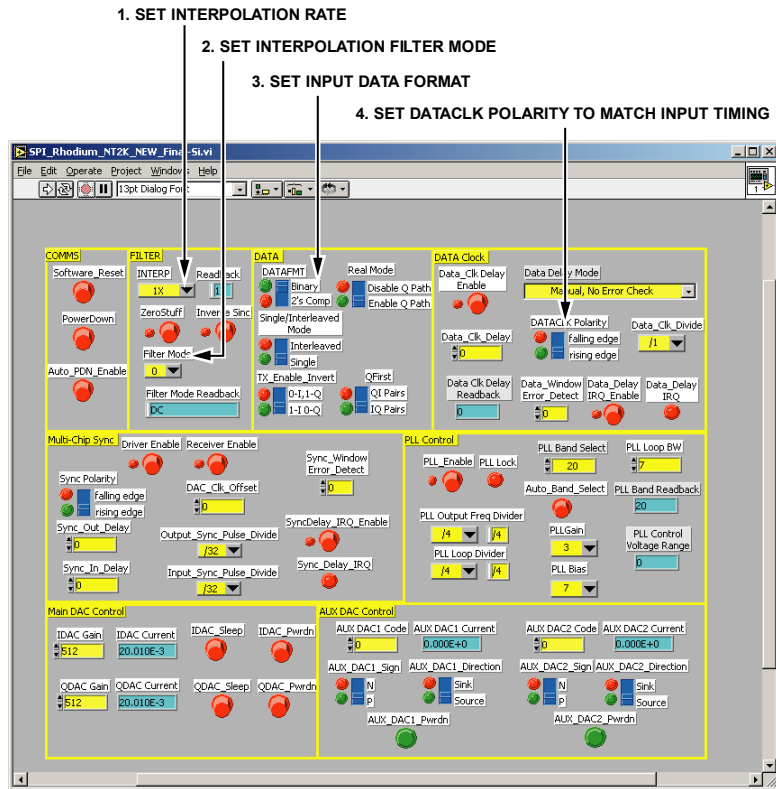 1. SET INTERPOLATION RATE
2. SET INTERPOLATION FILTER MODE
3. SET INPUT DATA FORMAT
4. SET DATACLK POLARITY TO MATCH INPUT TIMING
SPI_Rhodium_NT2K_NEW_Final-Si.vi
File Edit Operate Project Windows Help
13pt Dialog Font
1
COMMS
Software_Reset
PowerDown
Auto_PDN_Enable
FILTER
INTERP
Readback
1X
ZeroStuff
Inverse Sinc
Filter Mode
0
Filter Mode Readback
DC
DATA
DATAFMT
Binary
2's Comp
Real Mode
Disable Q Path
Enable Q Path
Single/Interleaved
Mode
Interleaved
Single
TX_Enable_Invert
0-I,1-Q
1-I 0-Q
QFirst
QI Pairs
IQ Pairs
DATA Clock
Data_Clk Delay
Enable
Data Delay Mode
Manual, No Error Check
Data_Clk_Delay
0
DATACLK Polarity
falling edge
rising edge
Data_Clk_Divide
/1
Data Clk Delay
Readback
0
Data_Window
Error_Detect
0
Data_Delay
IRQ_Enable
Data_Delay
IRQ
Multi-Chip Sync
Driver Enable
Receiver Enable
Sync_Window
Error_Detect
0
Sync Polarity
falling edge
rising edge
DAC_Clk_Offset
0
Sync_Out_Delay
0
Output_Sync_Pulse_Divide
/32
SyncDelay_IRQ_Enable
Sync_In_Delay
0
Input_Sync_Pulse_Divide
/32
Sync_Delay_IRQ
PLL Control
PLL_Enable
PLL Lock
PLL Band Select
20
PLL Loop BW
7
Auto_Band_Select
PLL Band Readback
20
PLL Output Freq Divider
/4
/4
PLLGain
3
PLL Control
Voltage Range
0
PLL Loop Divider
/4
/4
PLL Bias
7
Main DAC Control
IDAC Gain
512
IDAC Current
20.010E-3
IDAC_Sleep
IDAC_Pwrdn
QDAC Gain
512
QDAC Current
20.010E-3
QDAC_Sleep
QDAC_Pwrdn
AUX DAC Control
AUX DAC1 Code
0
AUX DAC1 Current
0.000E+0
AUX DAC2 Code
0
AUX DAC2 Current
0.000E+0
AUX_DAC1_Sign
N
P
AUX_DAC1_Direction
Sink
Source
AUX_DAC2_Sign
N
P
AUX_DAC2_Direction
Sink
Source
AUX_DAC1_Pwrdn
AUX_DAC2_Pwrdn